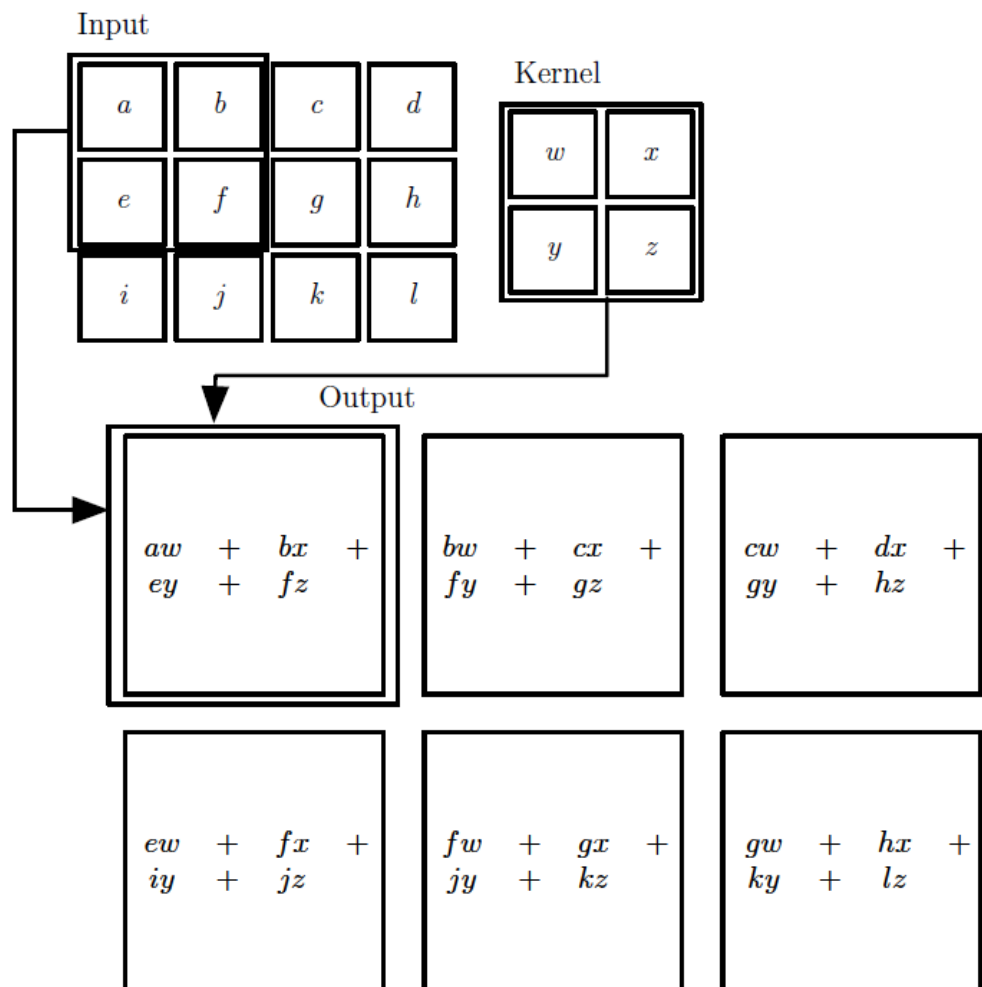 Input
a b c d
Kernel
w x
e f g h
y z
i j k l
Output
aw + bx +
ey + fz
bw + cx +
fy + gz
cw + dx +
gy + hz
ew + fx +
iy + jz
fw + gx +
jy + kz
gw + hx +
ky + lz